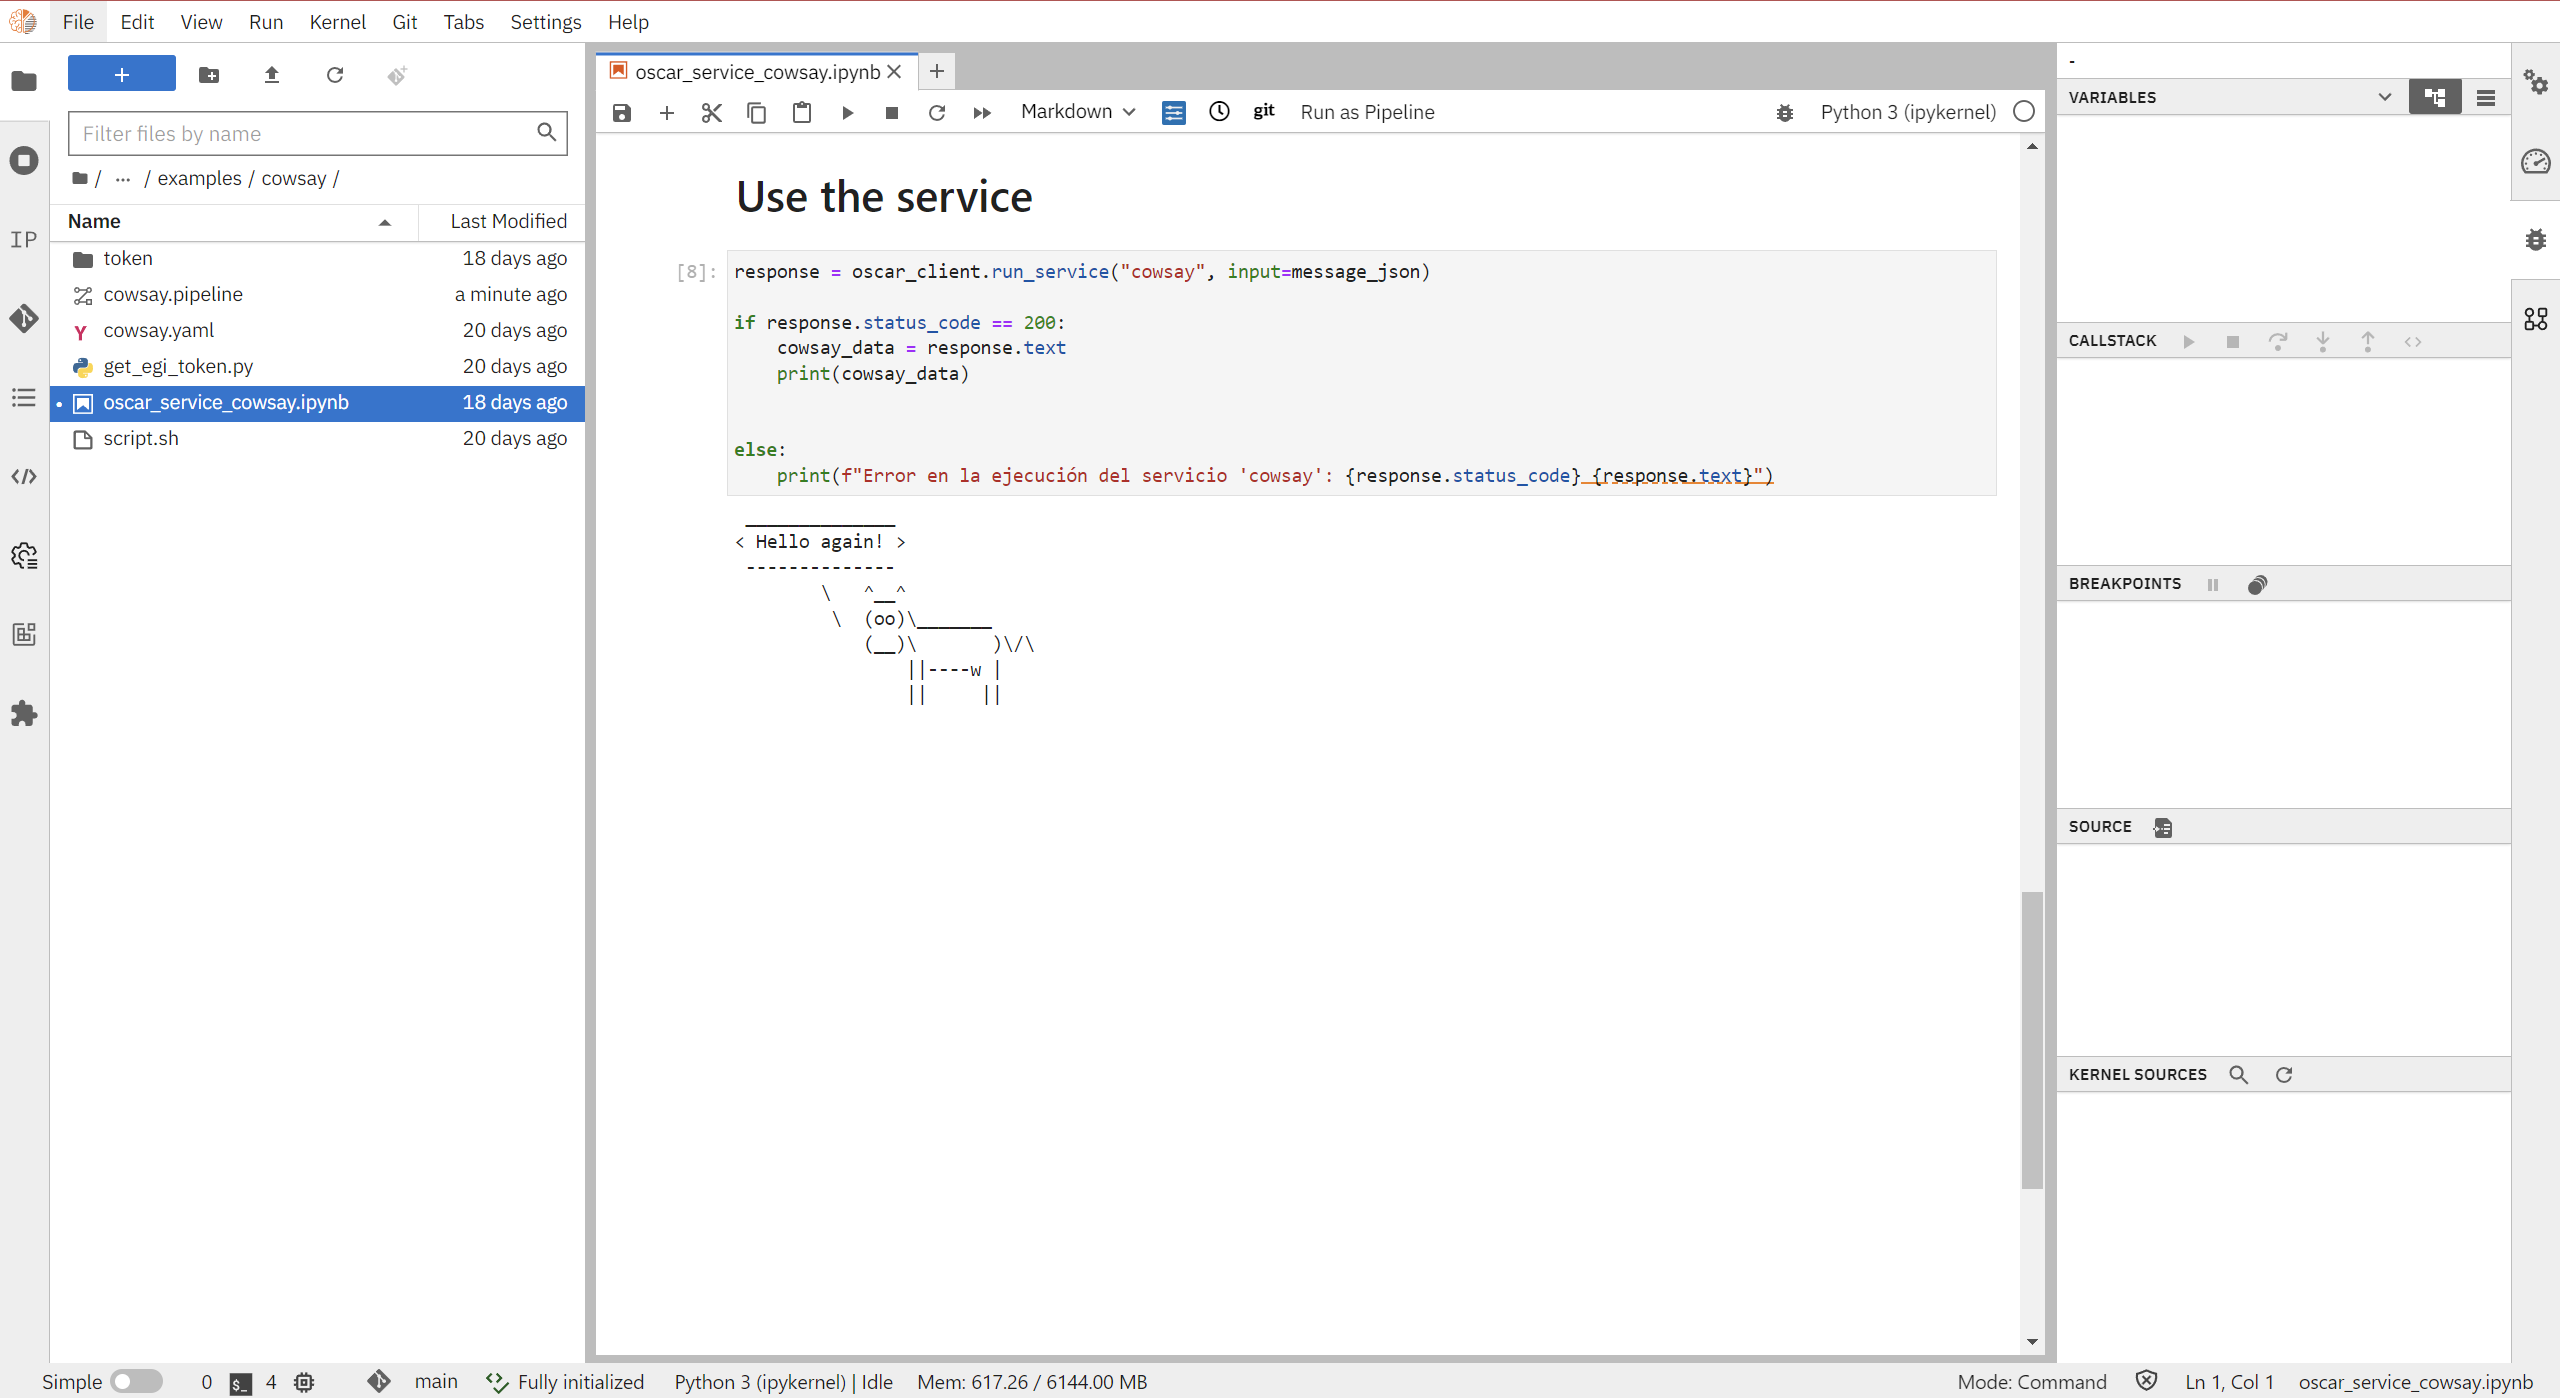 File Edit View Run Kernel Git Tabs Settings Help
Filter files by name
/ ... / examples / cowsay /
Name Last Modified
token 18 days ago
cowsay.pipeline a minute ago
Y cowsay.yaml 20 days ago
get_egi_token.py 20 days ago
oscar_service_cowsay.ipynb 18 days ago
script.sh 20 days ago
IP
oscar_service_cowsay.ipynb
Markdown git Run as Pipeline Python 3 (ipykernel)
Use the service
[8]: response = oscar_client.run_service("cowsay", input=message_json)
if response.status_code == 200:
    cowsay_data = response.text
    print(cowsay_data)
else:
    print(f"Error en la ejecución del servicio 'cowsay': {response.status_code} {response.text}")
 ______________
< Hello again! >
 --------------
        \   ^__^
         \  (oo)\_______
            (__)\       )\/\
                ||----w |
                ||     ||
-
VARIABLES
CALLSTACK
BREAKPOINTS
SOURCE
KERNEL SOURCES
Simple 0 $_ 4 main Fully initialized Python 3 (ipykernel) | Idle Mem: 617.26 / 6144.00 MB Mode: Command Ln 1, Col 1 oscar_service_cowsay.ipynb